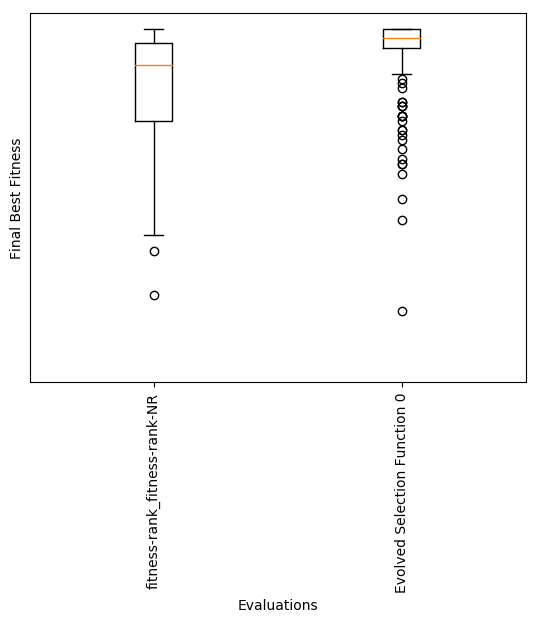 Final Best Fitness
fitness-rank_fitness-rank-NR
Evolved Selection Function 0
Evaluations